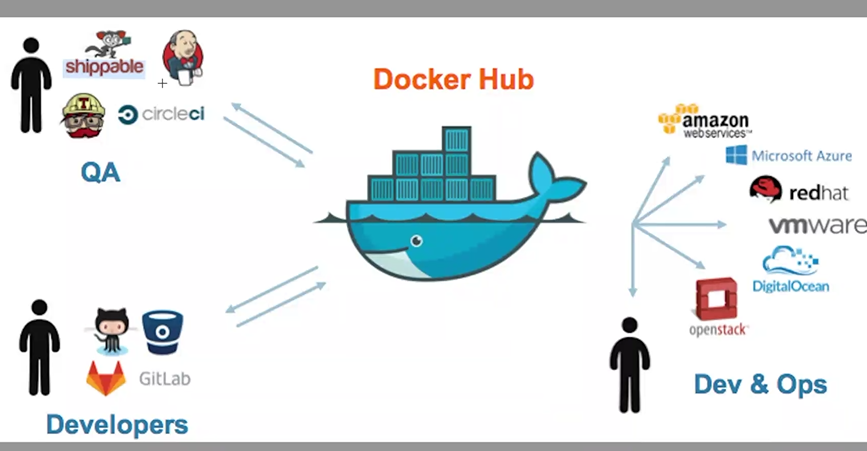 shippable
circleci
QA
Docker Hub
amazon
webservices™
Microsoft Azure
redhat
vmware
DigitalOcean
openstack
Dev & Ops
T
GitLab
Developers